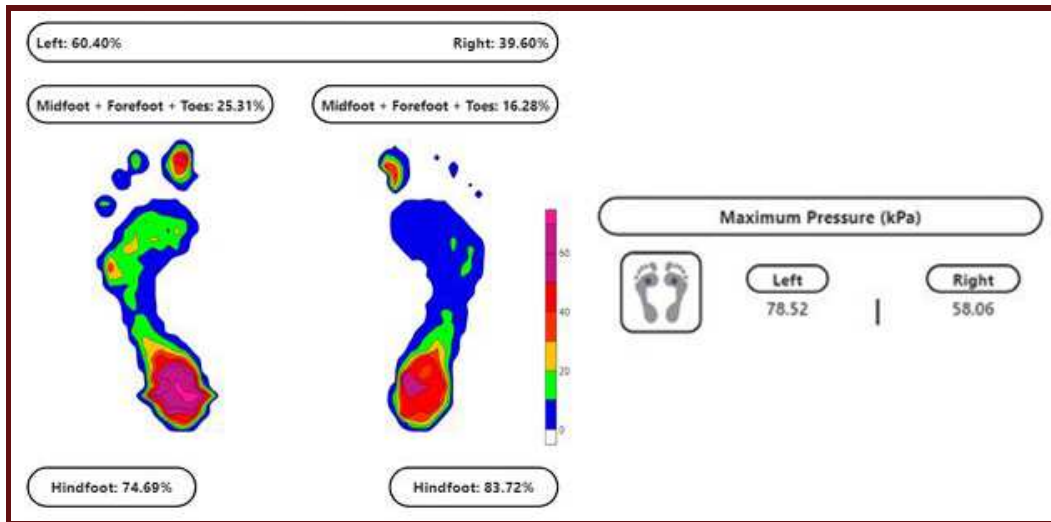 Left: 60.40% Right: 39.60%
Midfoot + Forefoot + Toes: 25.31% Midfoot + Forefoot + Toes: 16.28%
Maximum Pressure (kPa)
60
Left Right
78.52 | 58.06
40
20
0
Hindfoot: 74.69% Hindfoot: 83.72%